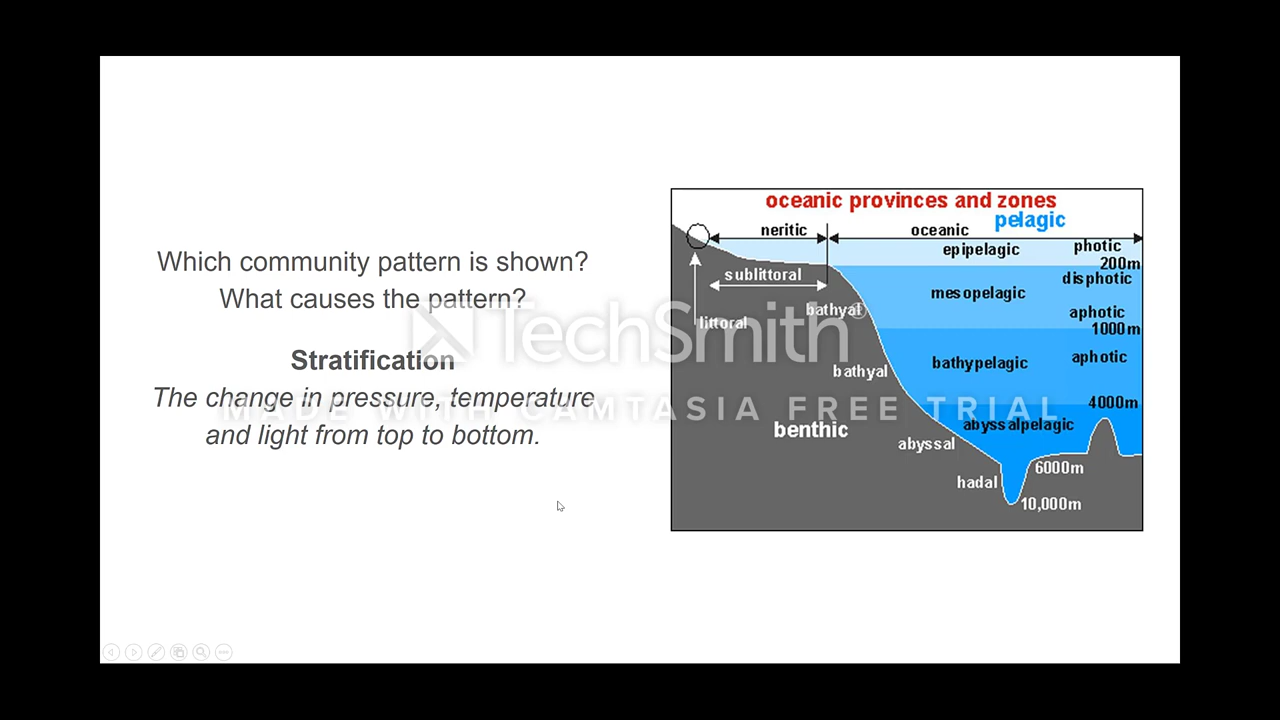 Which community pattern is shown?
What causes the pattern?
Stratification
The change in pressure, temperature
and light from top to bottom.
oceanic provinces and zones
pelagic
neritic
oceanic
epipelagic
photic
200m
sublittoral
disphotic
mesopelagic
bathyal
littoral
aphotic
1000m
bathypelagic
aphotic
bathyal
4000m
benthic
abyssalpelagic
abyssal
6000m
hadal
10,000m
TechSmith
MADE WITH CAMTASIA FREE TRIAL